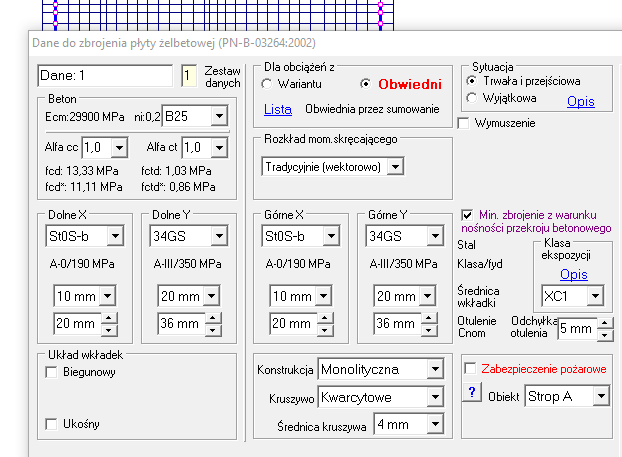 Dane do zbrojenia płyty żelbetowej (PN-B-03264:2002)
Dane: 1
1
Zestaw
danych
Beton
Ecm:29900 MPa ni:0,2 B25
Alfa cc 1,0 Alfa ct 1,0
fcd: 13,33 MPa fctd: 1,03 MPa
fcd*: 11,11 MPa fctd*: 0,86 MPa
Dla obciążeń z
Wariantu Obwiedni
Lista Obwiednia przez sumowanie
Rozkład mom.skręcającego
Tradycyjnie (wektorowo)
Sytuacja
Trwała i przejściowa
Wyjątkowa Opis
Wymuszenie
Dolne X
St0S-b
A-0/190 MPa
10 mm
20 mm
Dolne Y
34GS
A-III/350 MPa
20 mm
36 mm
Górne X
St0S-b
A-0/190 MPa
10 mm
20 mm
Górne Y
34GS
A-III/350 MPa
20 mm
36 mm
Min. zbrojenie z warunku
nośności przekroju betonowego
Stal
Klasa/fyd
Średnica
wkładki
Otulenie
Cnom
Klasa
ekspozycji
Opis
XC1
Odchyłka
otulenia
5 mm
Układ wkładek
Biegunowy
Ukośny
Konstrukcja Monolityczna
Kruszywo Kwarcytowe
Średnica kruszywa 4 mm
Zabezpieczenie pożarowe
? Obiekt Strop A